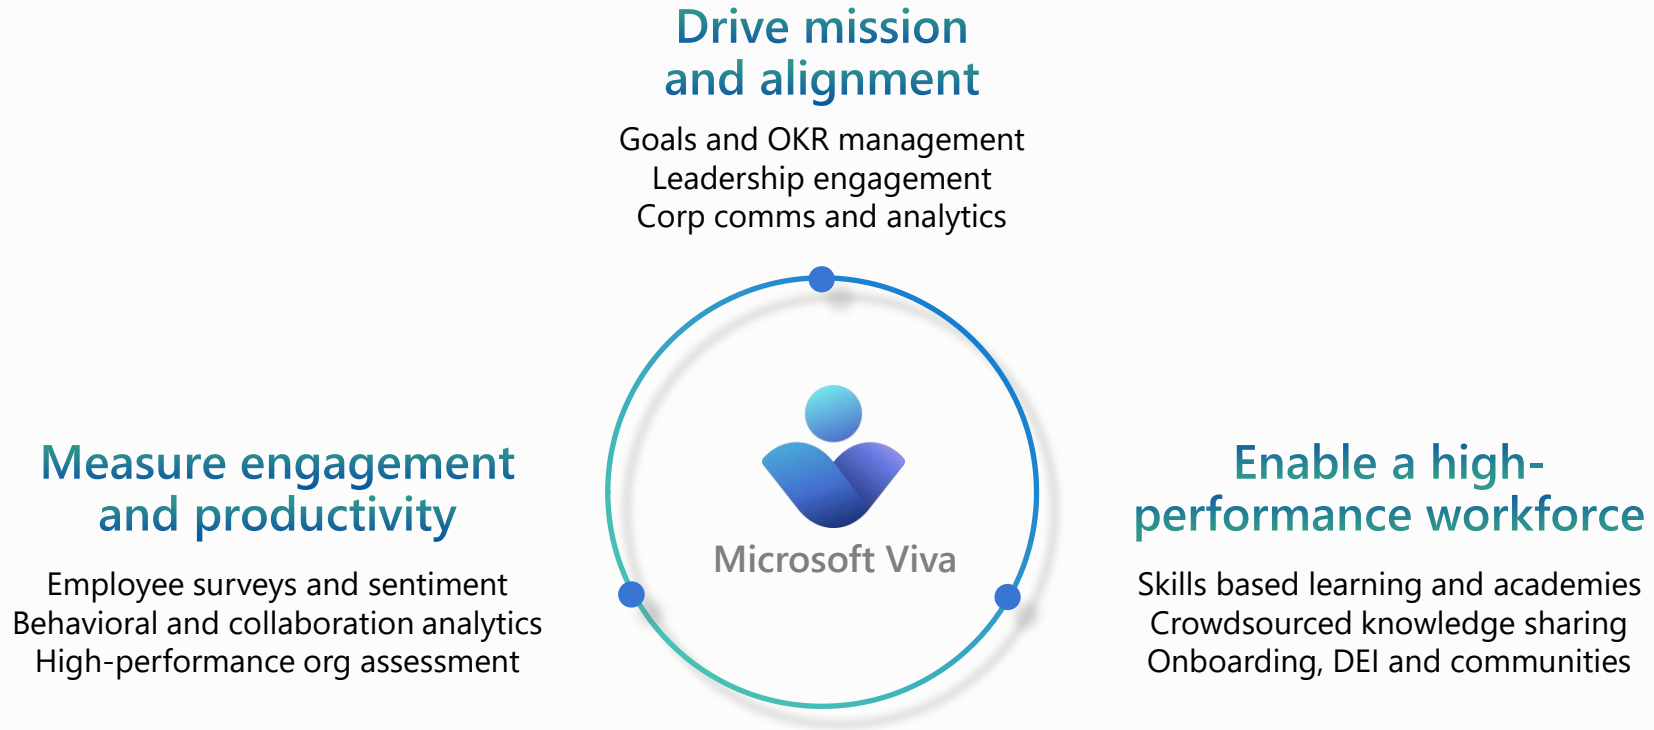 Drive mission
and alignment
Goals and OKR management
Leadership engagement
Corp comms and analytics
Measure engagement
and productivity
Employee surveys and sentiment
Behavioral and collaboration analytics
High-performance org assessment
Microsoft Viva
Enable a high-
performance workforce
Skills based learning and academies
Crowdsourced knowledge sharing
Onboarding, DEI and communities